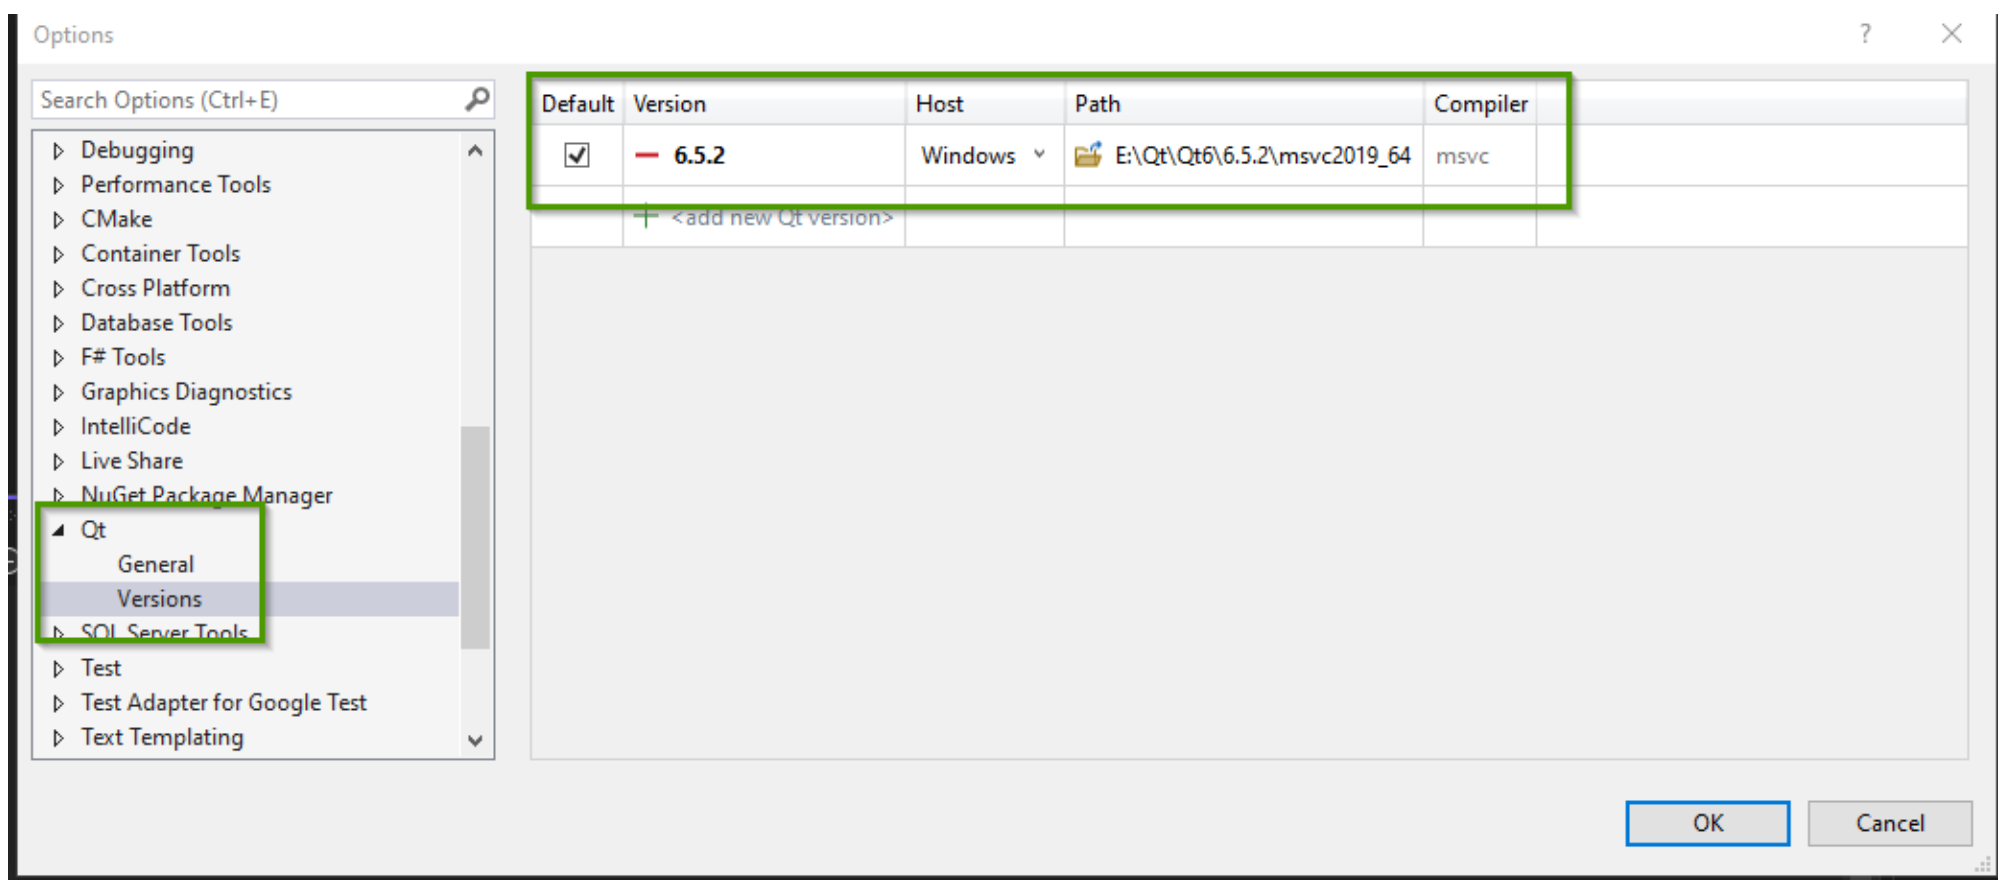 Options
?
Search Options (Ctrl+E)
Debugging
Performance Tools
CMake
Container Tools
Cross Platform
Database Tools
F# Tools
Graphics Diagnostics
IntelliCode
Live Share
NuGet Package Manager
Qt
General
Versions
SQL Server Tools
Test
Test Adapter for Google Test
Text Templating
Default Version Host Path Compiler
6.5.2 Windows E:\Qt\Qt6\6.5.2\msvc2019_64 msvc
<add new Qt version>
OK Cancel